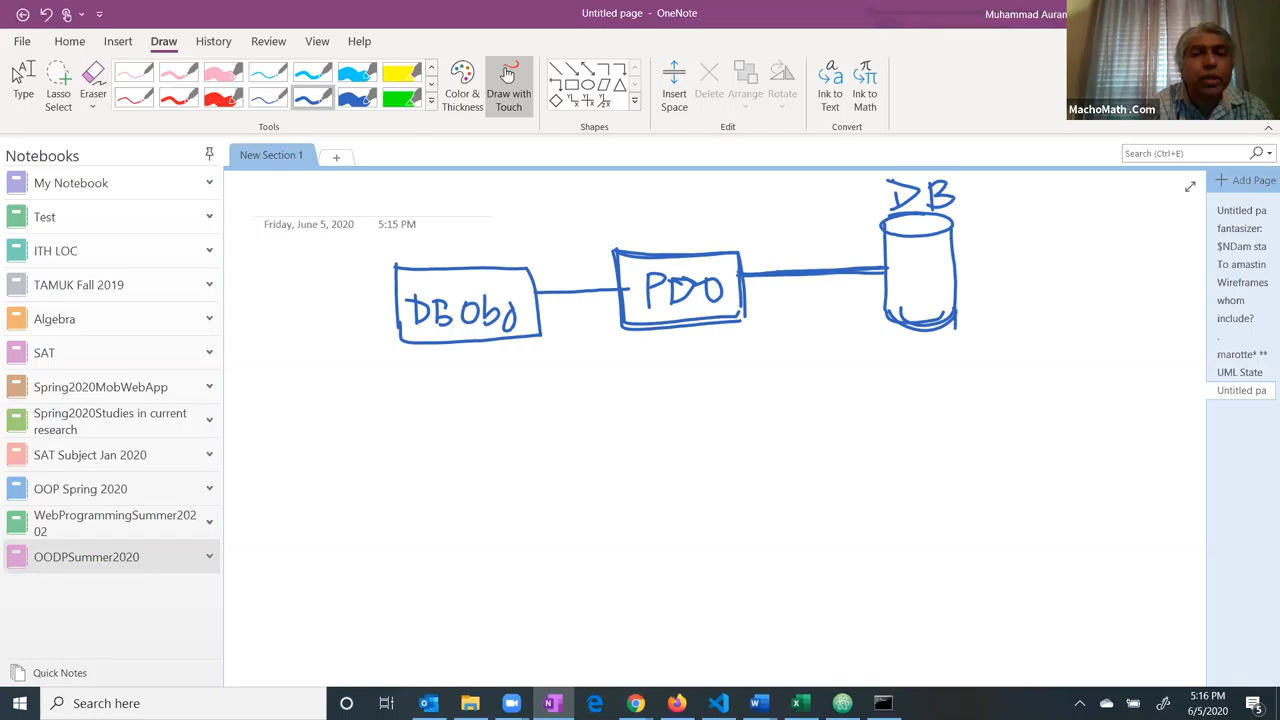 Untitled page - OneNote
Muhammad Auran
File Home Insert Draw History Review View Help
Type
Lasso Select
Eraser
Color & Thickness
Draw with Touch
Insert Space
Delete
Arrange
Rotate
Ink to Text
Ink to Math
Tools
Shapes
Edit
Convert
MachoMath .Com
Notebooks
New Section 1
Search (Ctrl+E)
My Notebook
Test
ITH LOC
TAMUK Fall 2019
Algebra
SAT
Spring2020MobWebApp
Spring2020Studies in current
research
SAT Subject Jan 2020
OOP Spring 2020
WebProgrammingSummer202
02
OODPSummer2020
Quick Notes
Friday, June 5, 2020 5:15 PM
DB
PDO
DB Obj
Add Page
Untitled pa
fantasizer:
$NDam sta
To amastin
Wireframes
whom
include?
.
marotte* **
UML State
Untitled pa
Search here
5:16 PM
6/5/2020
5